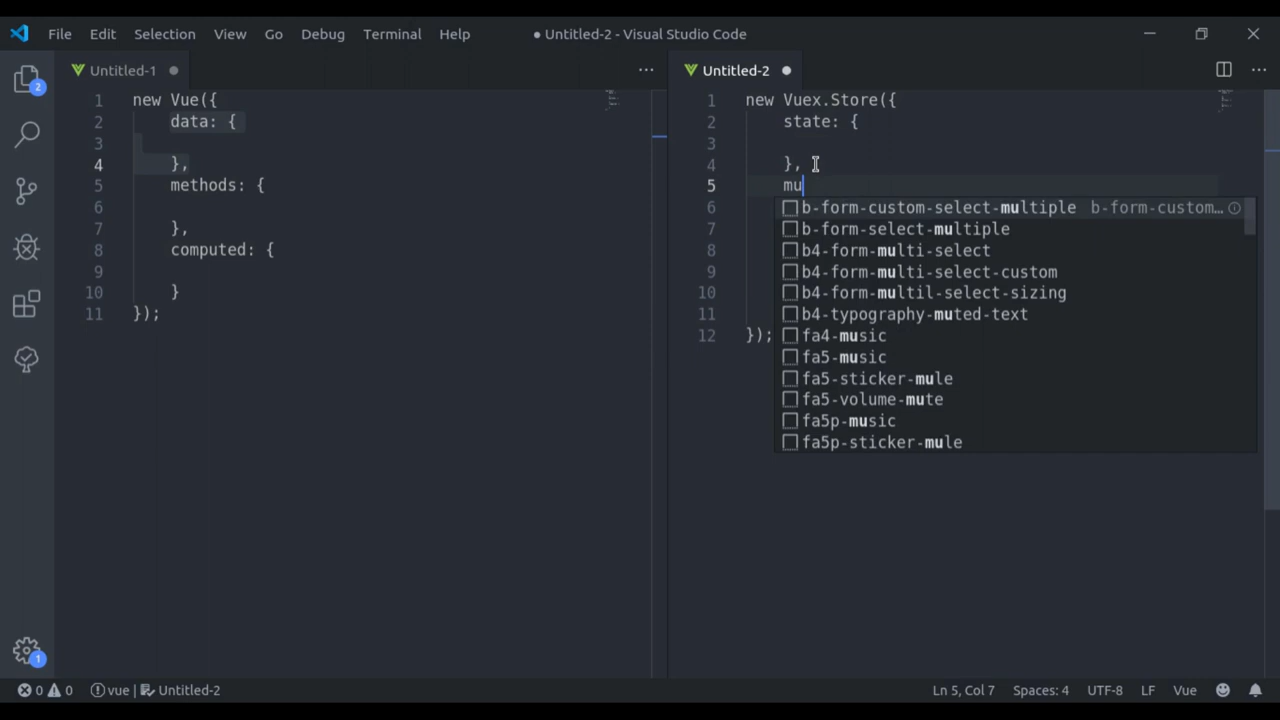 File Edit Selection View Go Debug Terminal Help ● Untitled-2 - Visual Studio Code
2
1
Untitled-1
1 new Vue({
2 data: {
3
4 },
5 methods: {
6
7 },
8 computed: {
9
10 }
11 });
Untitled-2
1 new Vuex.Store({
2 state: {
3
4 },
5 mu
6
7
8
9
10
11
12 });
b-form-custom-select-multiple b-form-custom…
b-form-select-multiple
b4-form-multi-select
b4-form-multi-select-custom
b4-form-multil-select-sizing
b4-typography-muted-text
fa4-music
fa5-music
fa5-sticker-mule
fa5-volume-mute
fa5p-music
fa5p-sticker-mule
0 0 vue | Untitled-2 Ln 5, Col 7 Spaces: 4 UTF-8 LF Vue